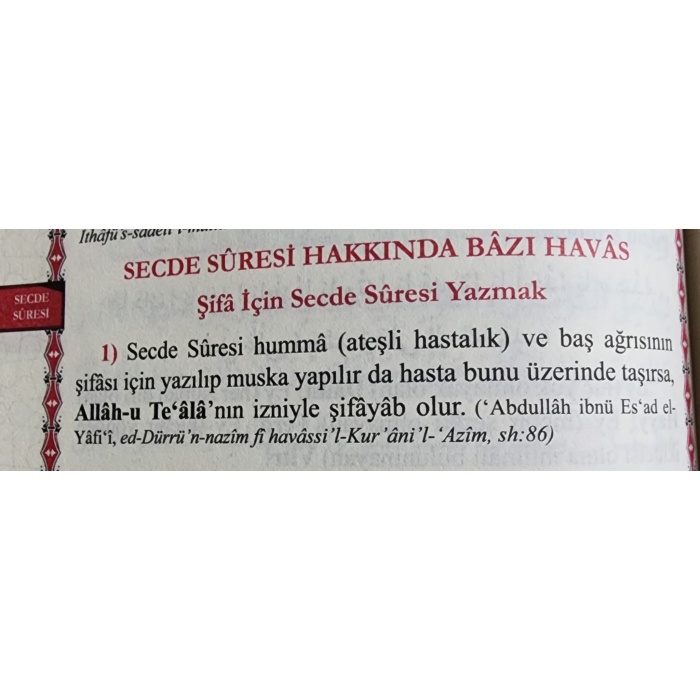 İthâfü's-sâdeti
SECDE SÛRESİ HAKKINDA BÂZI HAVÂS
SECDE
SÛRESİ
Şifâ İçin Secde Sûresi Yazmak
1) Secde Sûresi hummâ (ateşli hastalık) ve baş ağrısının
şifâsı için yazılıp muska yapılır da hasta bunu üzerinde taşırsa,
Allâh-u Te‘âlâ’nın izniyle şifâyâb olur. (‘Abdullâh ibnü Es‘ad el-
Yâfi‘î, ed-Dürrü’n-nazîm fî havâssi’l-Kur’âni’l-‘Azîm, sh:86)